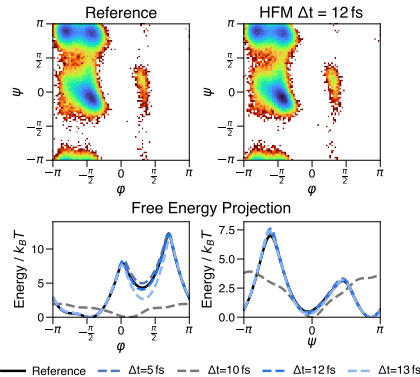 Reference
HFM Δt = 12 fs
π
π/2
0
−π/2
−π
ψ
−π
−π/2
0
π/2
π
φ
π
π/2
0
−π/2
−π
ψ
−π
−π/2
0
π/2
π
φ
Free Energy Projection
Energy / k_BT
10
5
0
−π
−π/2
0
π/2
π
φ
Energy / k_BT
7.5
5.0
2.5
0.0
−π
0
π
ψ
Reference Δt=5 fs Δt=10 fs Δt=12 fs Δt=13 fs